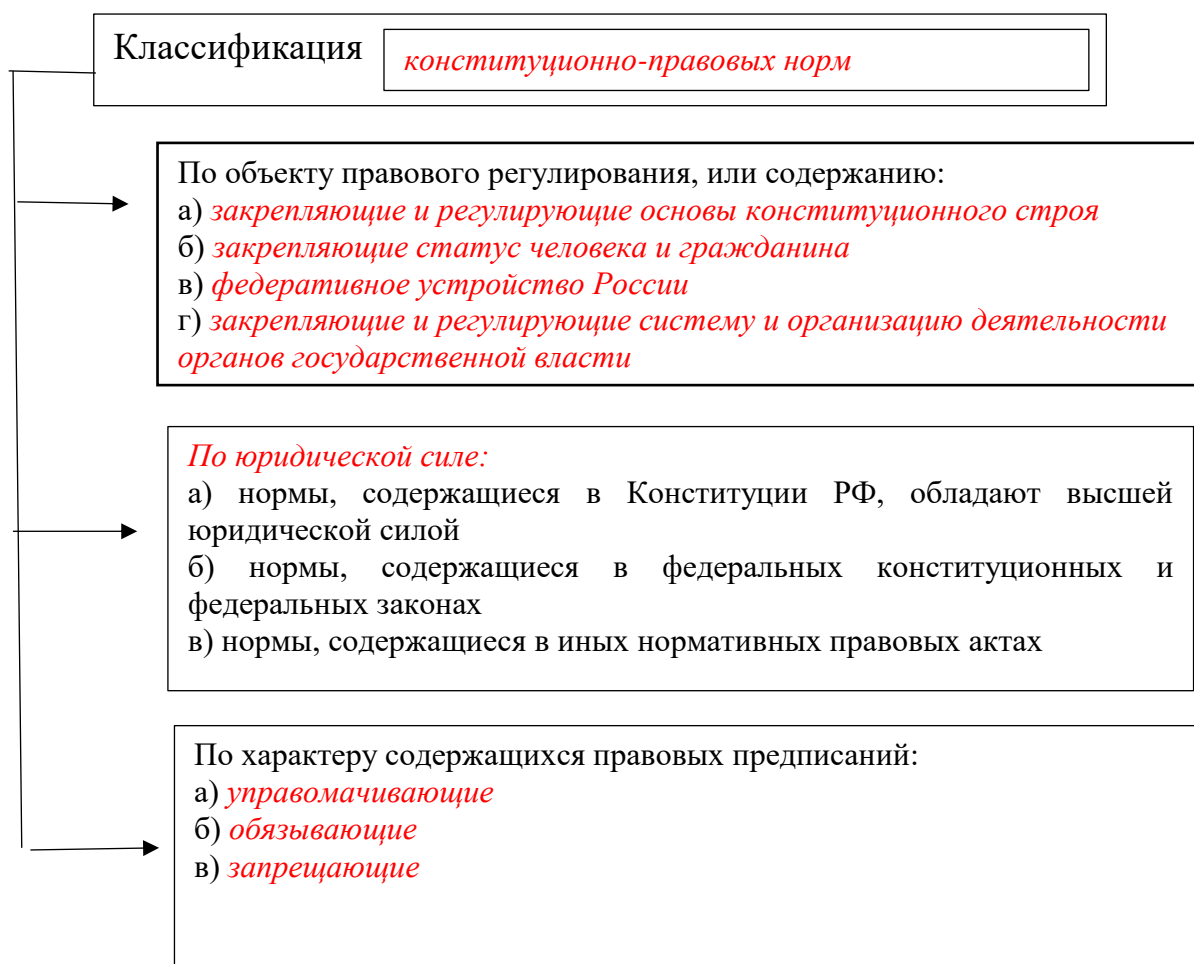 Классификация
конституционно-правовых норм
По объекту правового регулирования, или содержанию:
а) закрепляющие и регулирующие основы конституционного строя
б) закрепляющие статус человека и гражданина
в) федеративное устройство России
г) закрепляющие и регулирующие систему и организацию деятельности
органов государственной власти
По юридической силе:
а) нормы, содержащиеся в Конституции РФ, обладают высшей
юридической силой
б) нормы, содержащиеся в федеральных конституционных и
федеральных законах
в) нормы, содержащиеся в иных нормативных правовых актах
По характеру содержащихся правовых предписаний:
а) управомачивающие
б) обязывающие
в) запрещающие